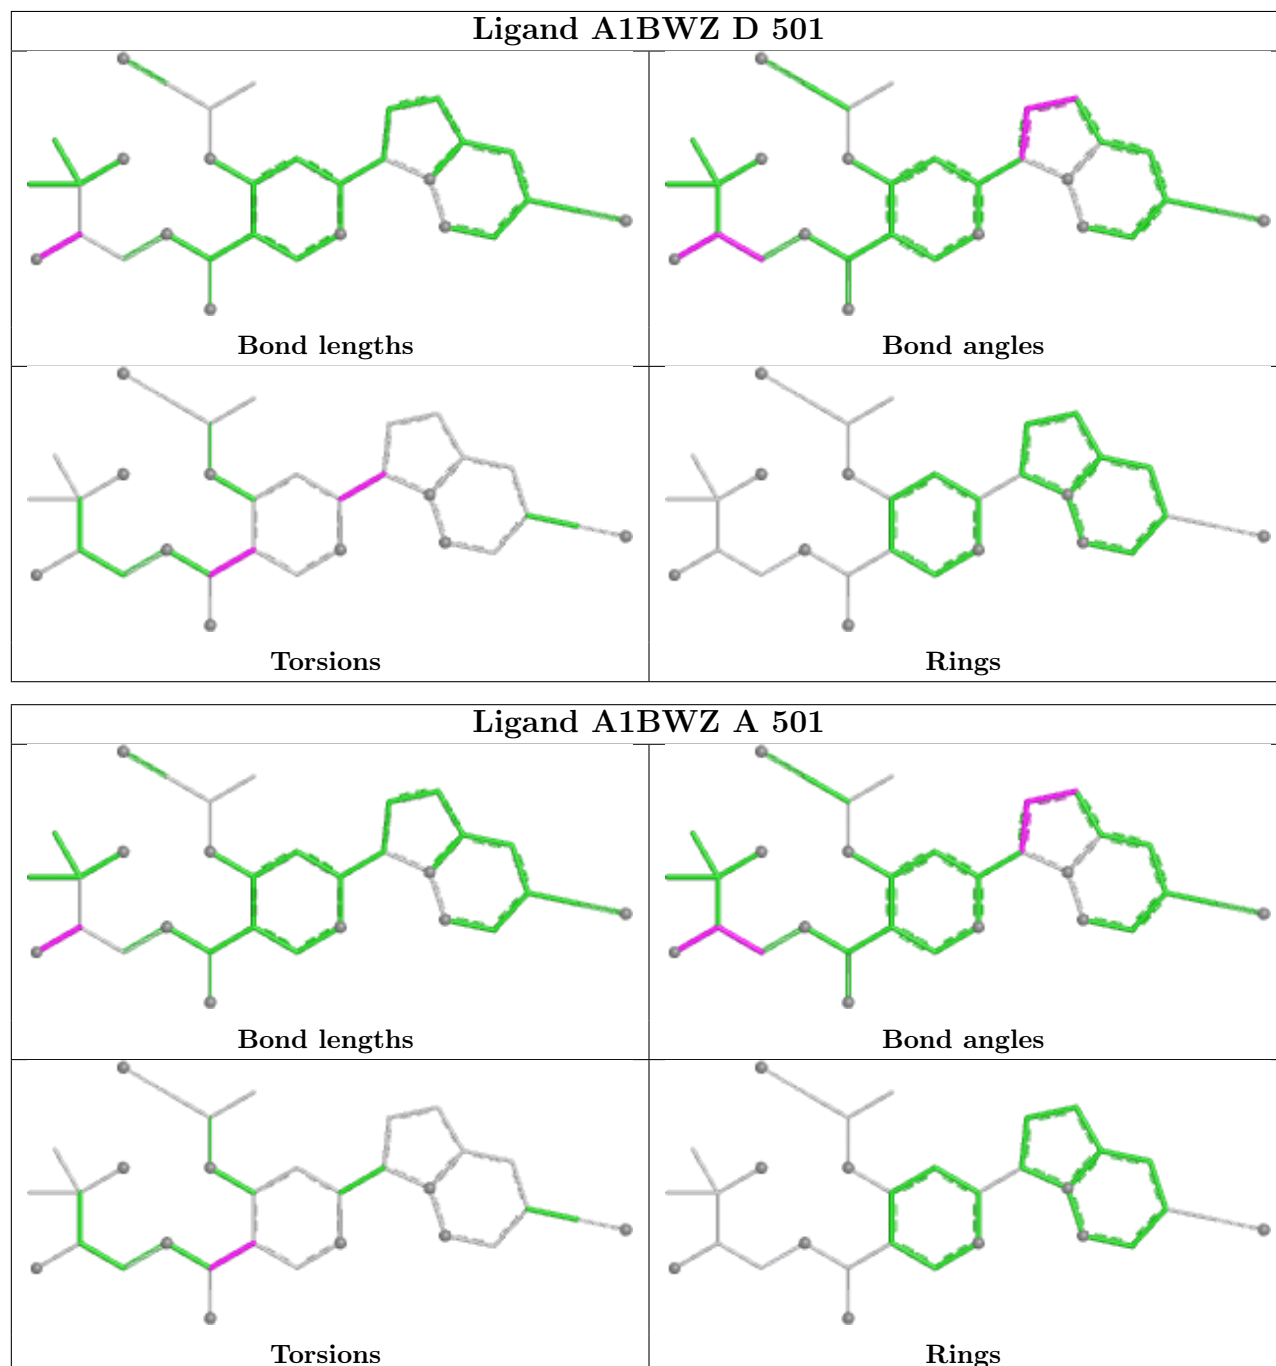 Ligand A1BWZ D 501
Bond lengths
Bond angles
Torsions
Rings
Ligand A1BWZ A 501
Bond lengths
Bond angles
Torsions
Rings